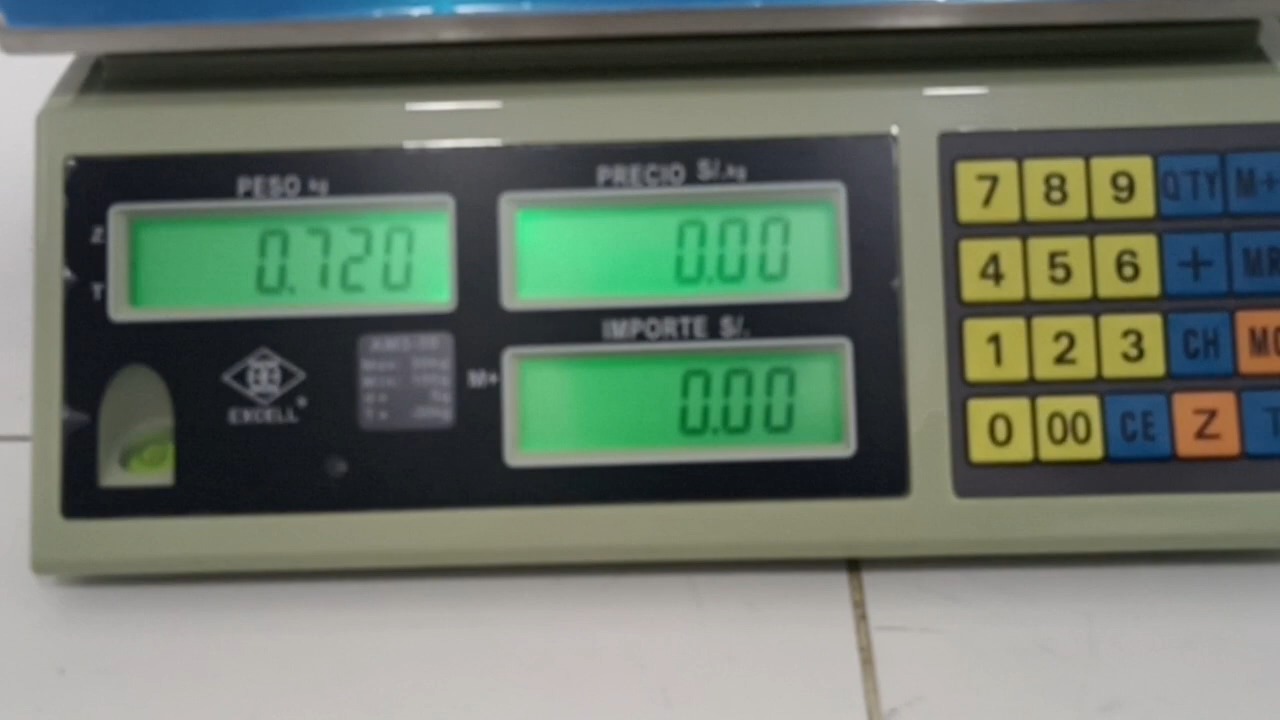 PESO kg
PRECIO S/.kg
Z
T
0.720
0.00
IMPORTE S/.
M+
0.00
EXCELL
7 8 9 QTY M+
4 5 6 + MR
1 2 3 CH
0 00 CE Z